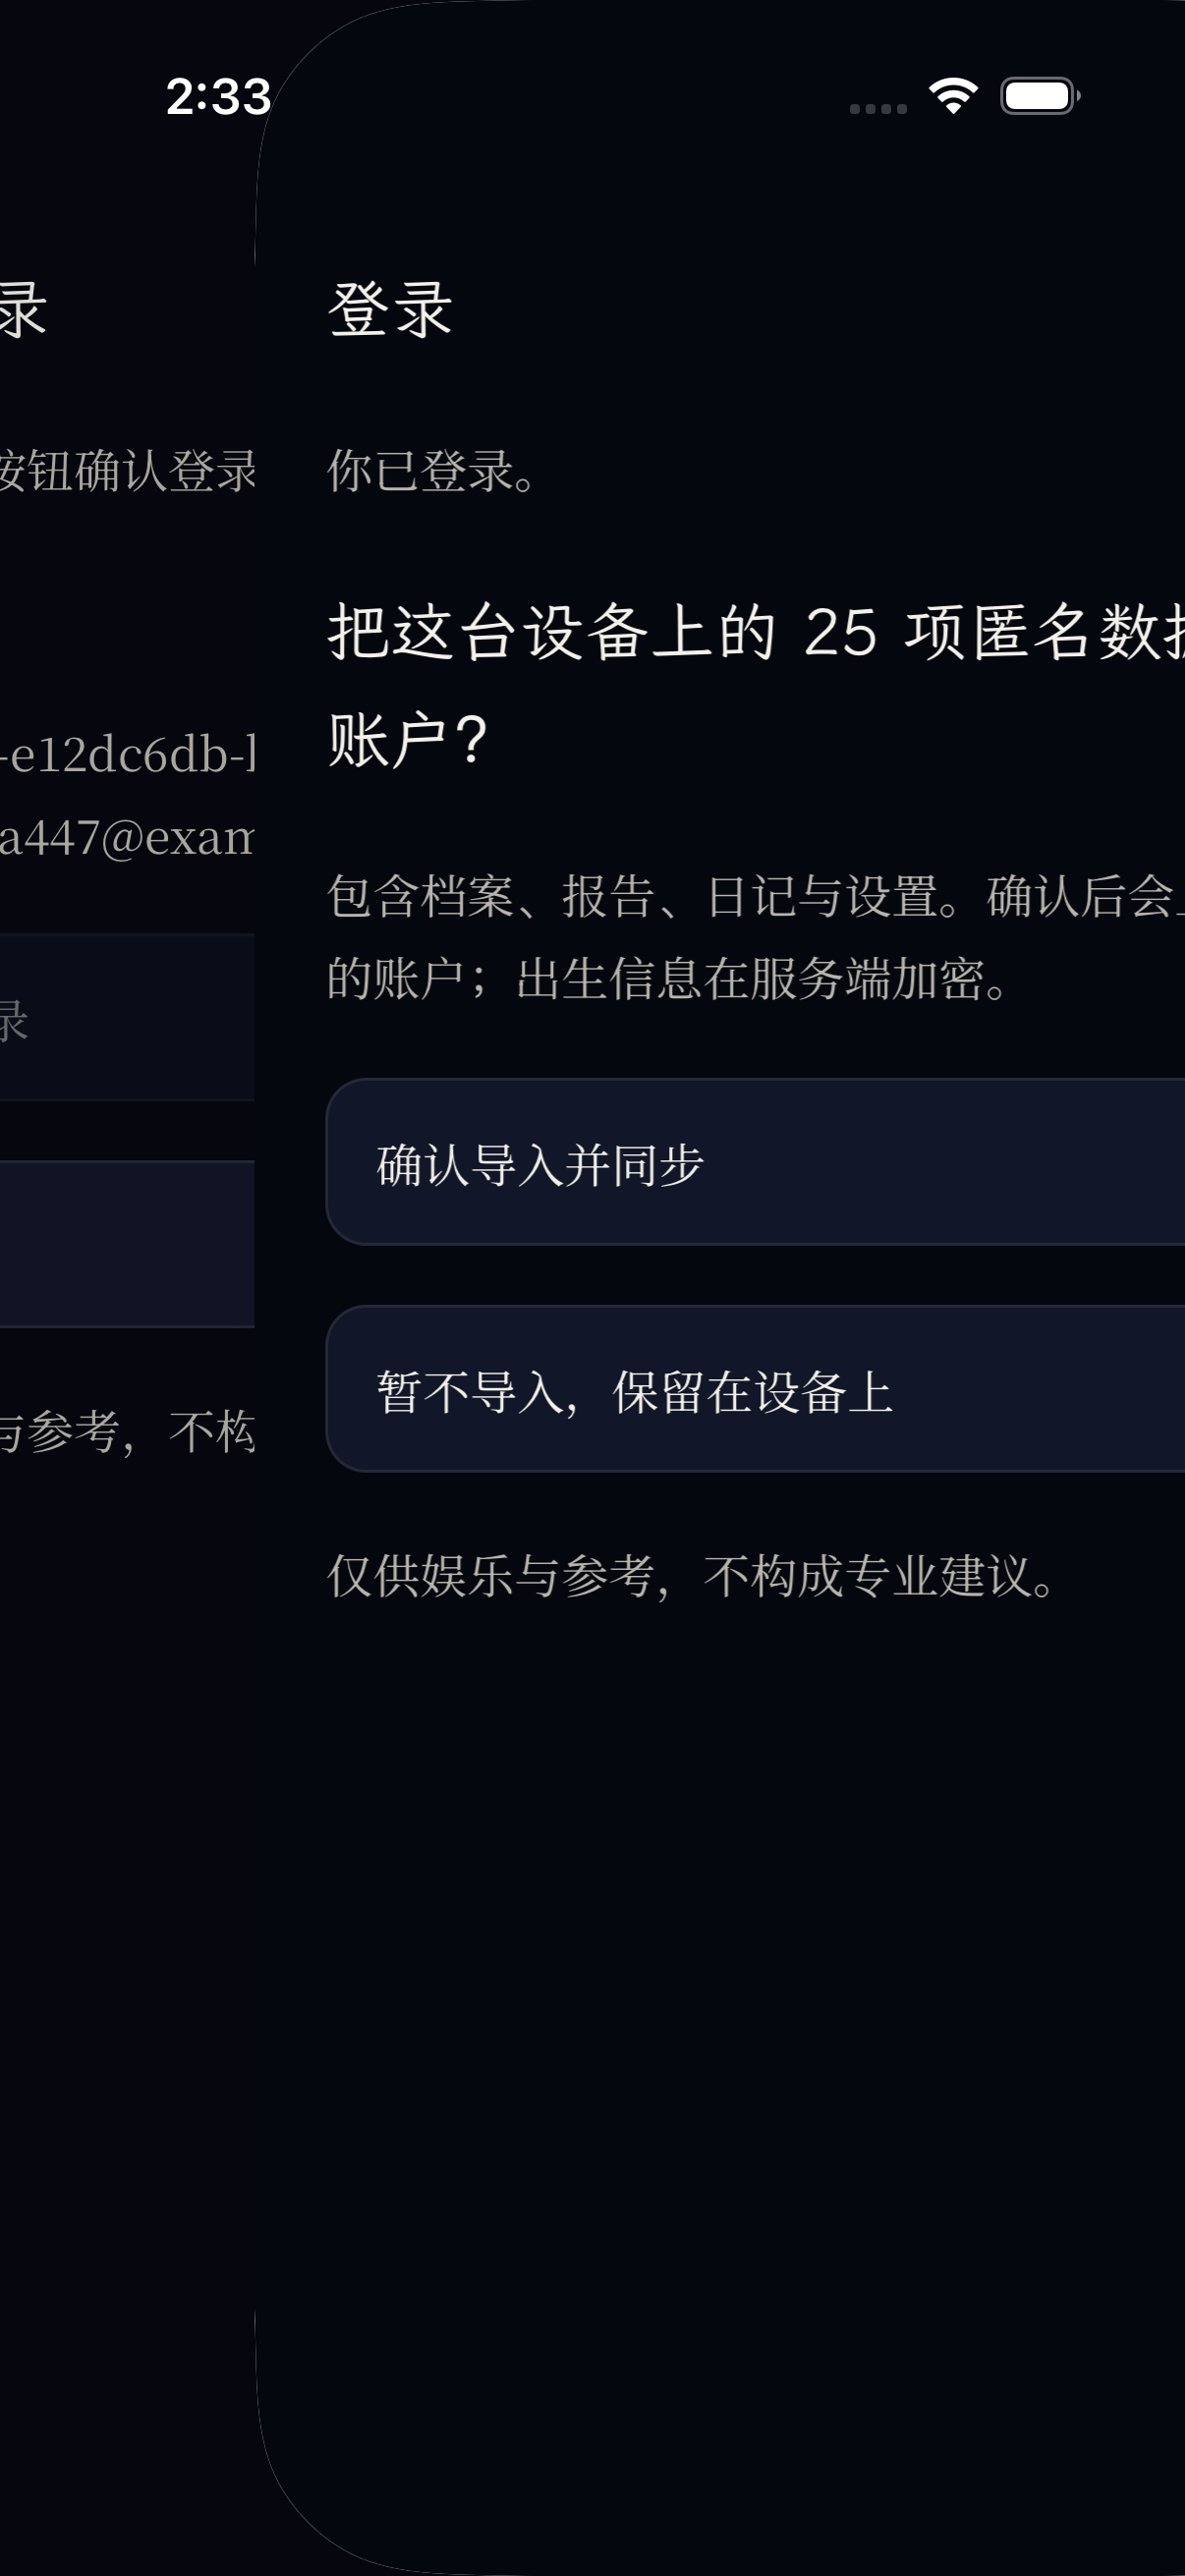 2:33
录
按钮确认登录
-e12dc6db-
a447@exam
录
与参考，不构
登录
你已登录。
把这台设备上的 25 项匿名数据
账户？
包含档案、报告、日记与设置。确认后会
的账户；出生信息在服务端加密。
确认导入并同步
暂不导入，保留在设备上
仅供娱乐与参考，不构成专业建议。